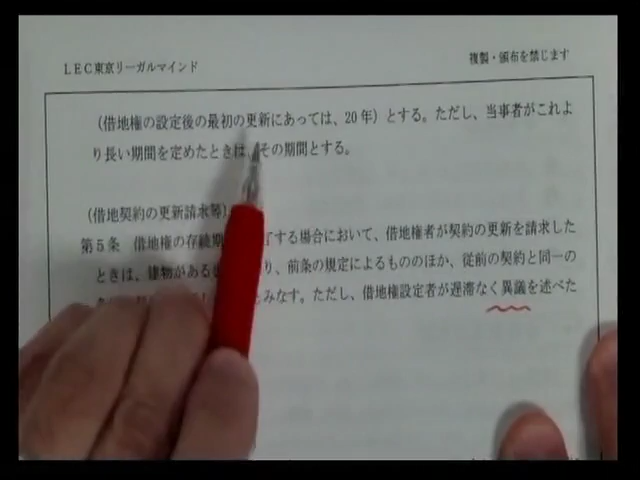 LEC東京リーガルマインド
複製・頒布を禁じます
(借地権の設定後の最初の更新にあっては、20年)とする。ただし、当事者がこれよ
り長い期間を定めたときは、その期間とする。
(借地契約の更新請求等)
第5条 借地権の存続期 了する場合において、借地権者が契約の更新を請求した
ときは、建物がある り、前条の規定によるもののほか、従前の契約と同一の
みなす。ただし、借地権設定者が遅滞なく異議を述べた